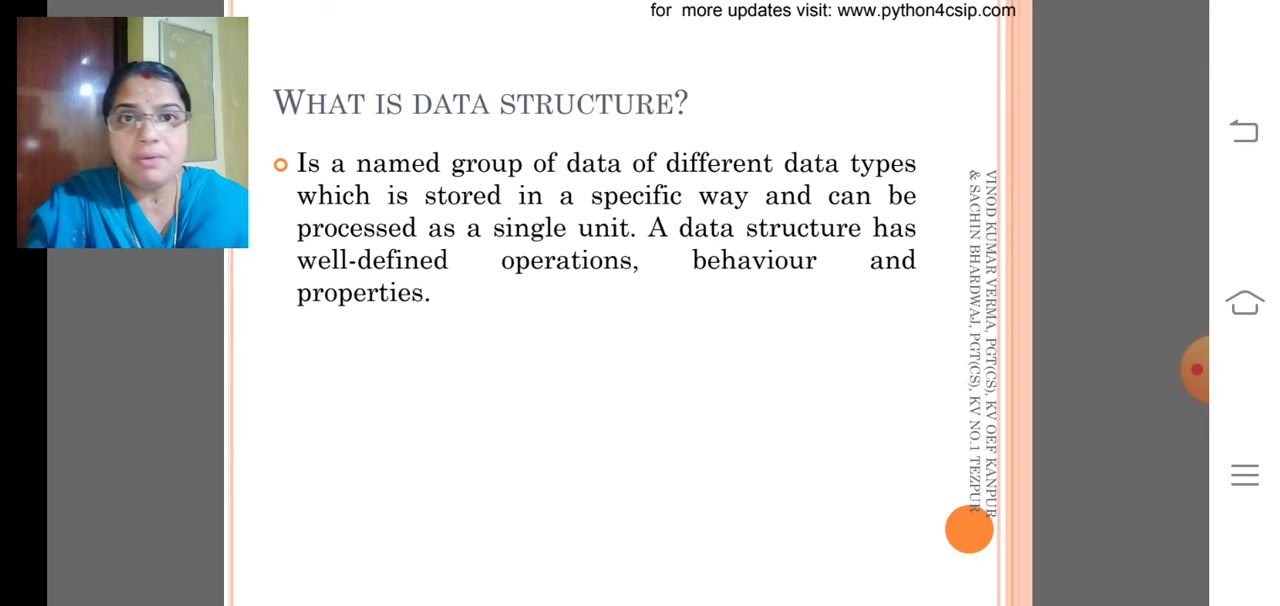 for more updates visit: www.python4csip.com
WHAT IS DATA STRUCTURE?
Is a named group of data of different data types
which is stored in a specific way and can be
processed as a single unit. A data structure has
well-defined operations, behaviour and
properties.
VINOD KUMAR VERMA, PGT(CS), KV OEF KANPUR
& SACHIN BHARDWAJ, PGT(CS), KV NO.1 TEZPUR